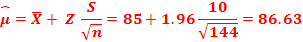 μ̂ = X̅ + Z S/√n = 85 + 1.96 10/√144 = 86.63